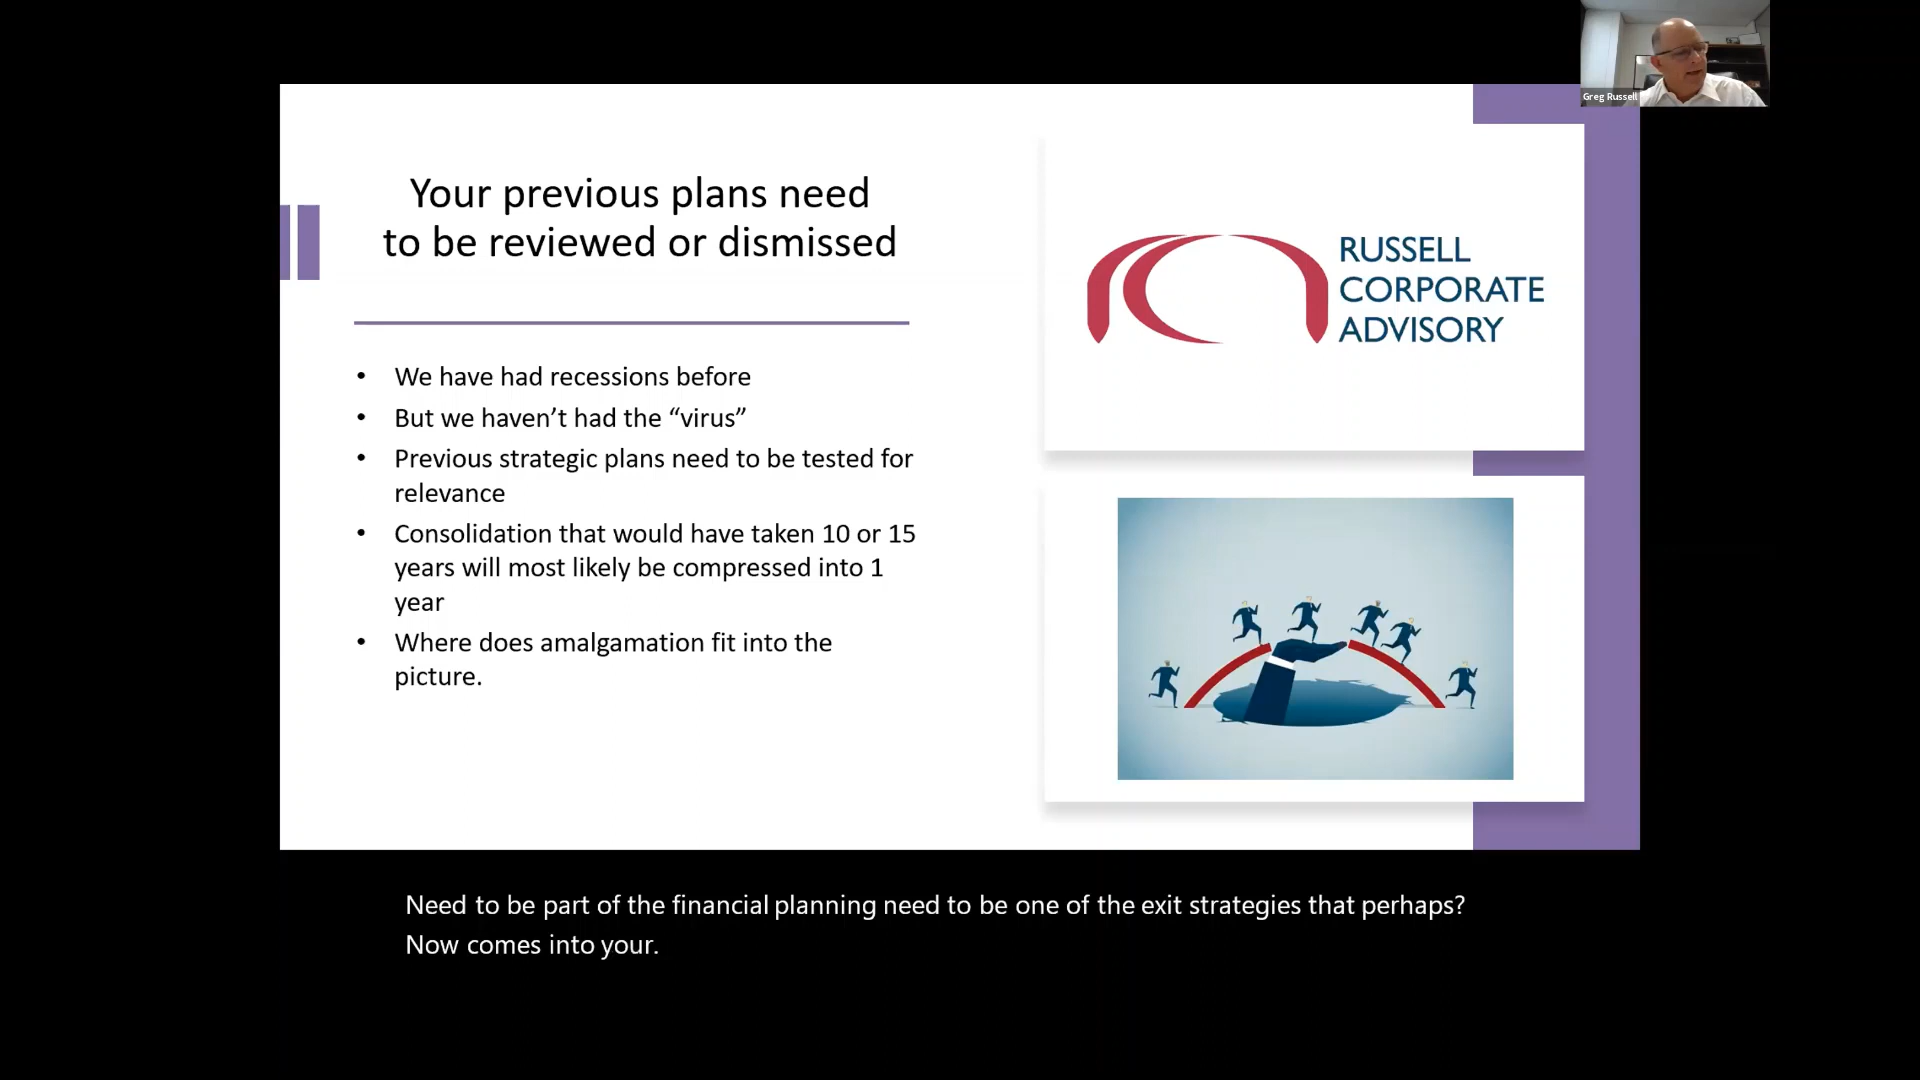 Greg Russell
Your previous plans need
to be reviewed or dismissed
• We have had recessions before
• But we haven’t had the “virus”
• Previous strategic plans need to be tested for
relevance
• Consolidation that would have taken 10 or 15
years will most likely be compressed into 1
year
• Where does amalgamation fit into the
picture.
RUSSELL
CORPORATE
ADVISORY
Need to be part of the financial planning need to be one of the exit strategies that perhaps?
Now comes into your.